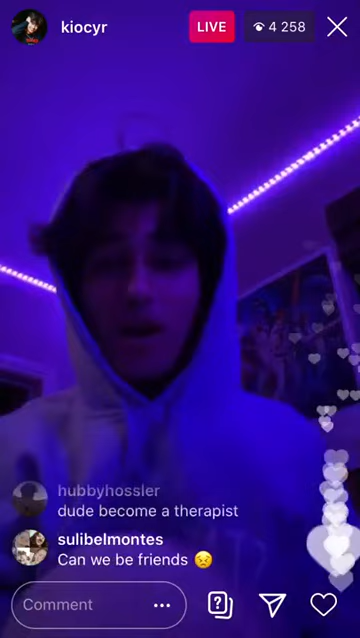 kiocyr
LIVE
4 258
hubbyhossler
dude become a therapist
sulibelmontes
Can we be friends 😣
Comment